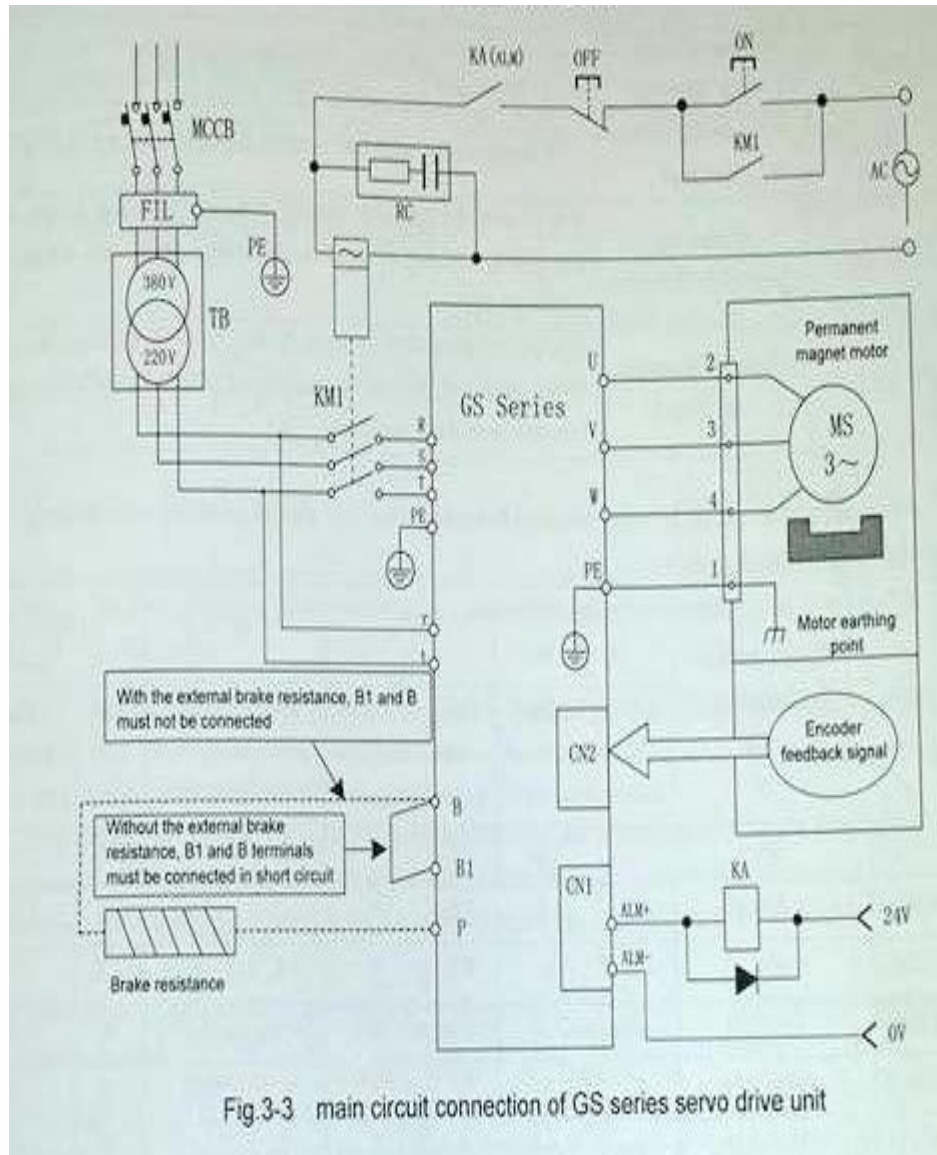 KA(ALM)
OFF
ON
MCCB
KM1
AC
RC
FIL
PE
380V
TB
220V
KM1
GS Series
R
S
T
PE
r
t
U
V
W
PE
2
3
4
1
Permanent
magnet motor
MS
3~
Motor earthing
point
With the external brake resistance, B1 and B
must not be connected
Encoder
feedback signal
CN2
Without the external brake
resistance, B1 and B terminals
must be connected in short circuit
B
B1
P
Brake resistance
CN1
ALM+
ALM-
KA
24V
0V
Fig.3-3 main circuit connection of GS series servo drive unit